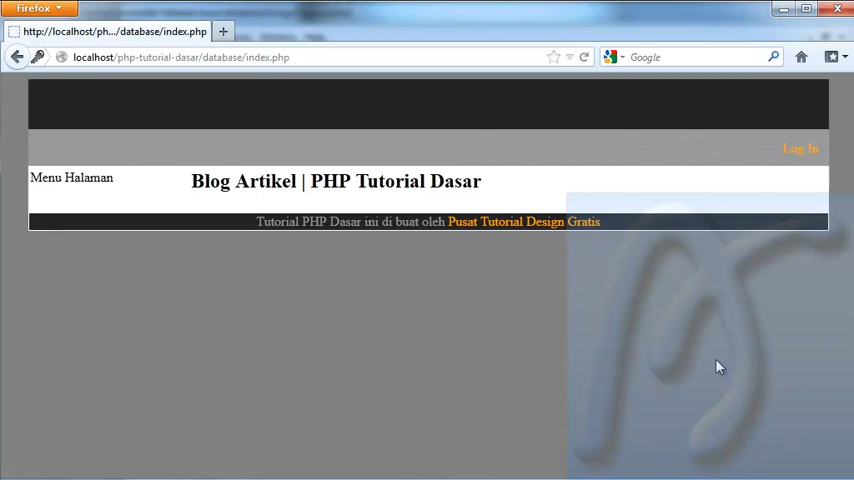 Firefox
http://localhost/ph.../database/index.php
localhost/php-tutorial-dasar/database/index.php
Google
Log In
Menu Halaman
Blog Artikel | PHP Tutorial Dasar
Tutorial PHP Dasar ini di buat oleh Pusat Tutorial Design Gratis